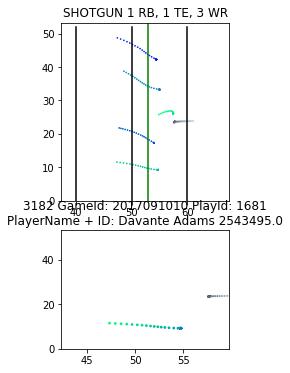 SHOTGUN 1 RB, 1 TE, 3 WR
50
40
30
20
10
0
40 50 60
3182 GameId: 2017091010 PlayId: 1681
PlayerName + ID: Davante Adams 2543495.0
40
20
0
45 50 55